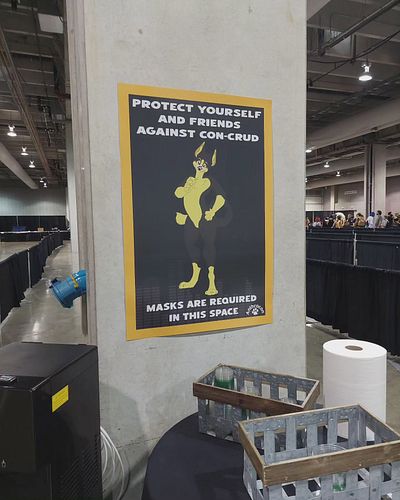 PROTECT YOURSELF
AND FRIENDS
AGAINST CON-CRUD
MASKS ARE REQUIRED
IN THIS SPACE